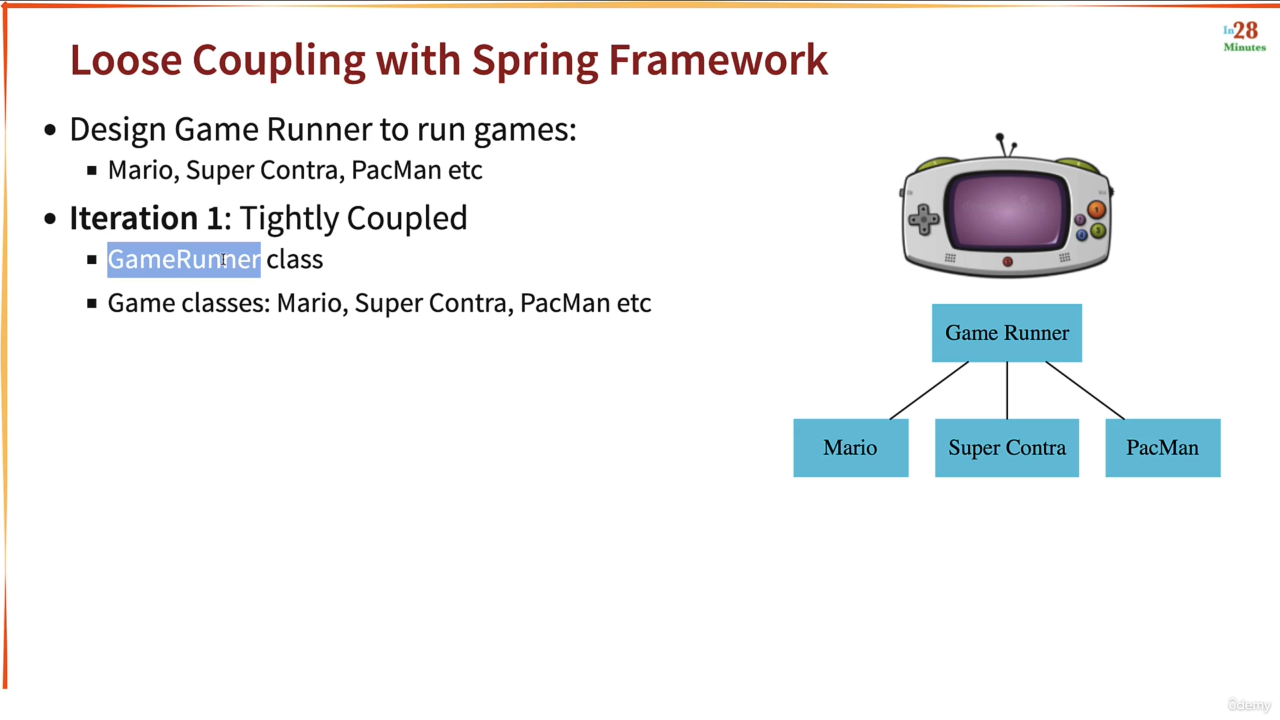 In28
Minutes
Loose Coupling with Spring Framework
Design Game Runner to run games:
Mario, Super Contra, PacMan etc
Iteration 1: Tightly Coupled
GameRunner class
Game classes: Mario, Super Contra, PacMan etc
Game Runner
Mario
Super Contra
PacMan
ûdemy